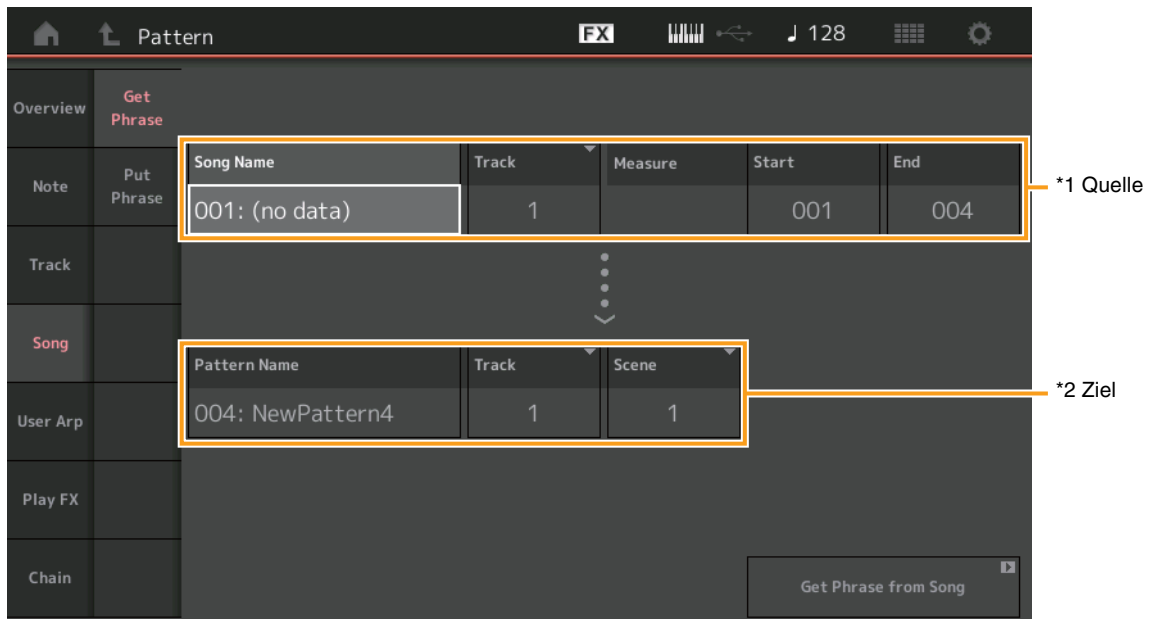 Pattern
FX
♩ 128
Overview
Get
Phrase
Note
Put
Phrase
Track
Song
User Arp
Play FX
Chain
Song Name
Track
Measure
Start
End
001: (no data)
1
001
004
*1 Quelle
Pattern Name
Track
Scene
004: NewPattern4
1
1
*2 Ziel
Get Phrase from Song